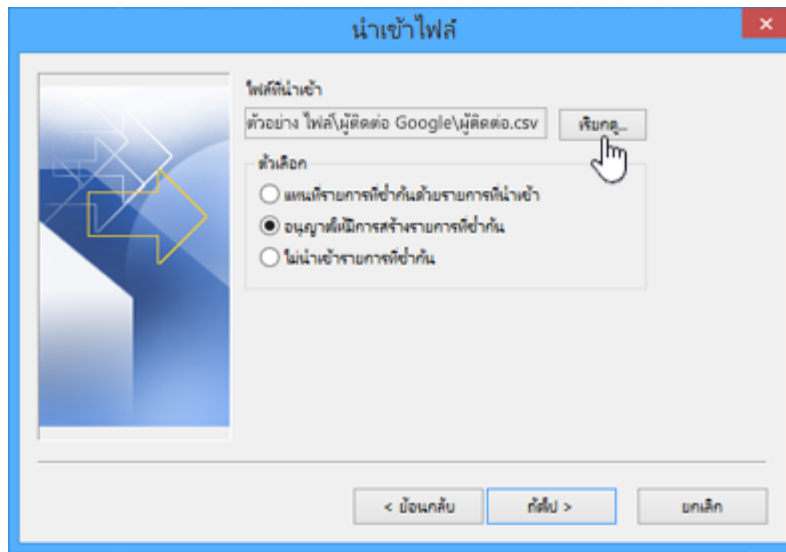 นำเข้าไฟล์
ไฟล์ที่นำเข้า
ตัวอย่าง ไฟล์\ผู้ติดต่อ Google\ผู้ติดต่อ.csv
เรียกดู...
ตัวเลือก
แทนที่รายการที่ซ้ำกันด้วยรายการที่นำเข้า
อนุญาตให้มีการสร้างรายการที่ซ้ำกัน
ไม่นำเข้ารายการที่ซ้ำกัน
< ย้อนกลับ
ถัดไป >
ยกเลิก